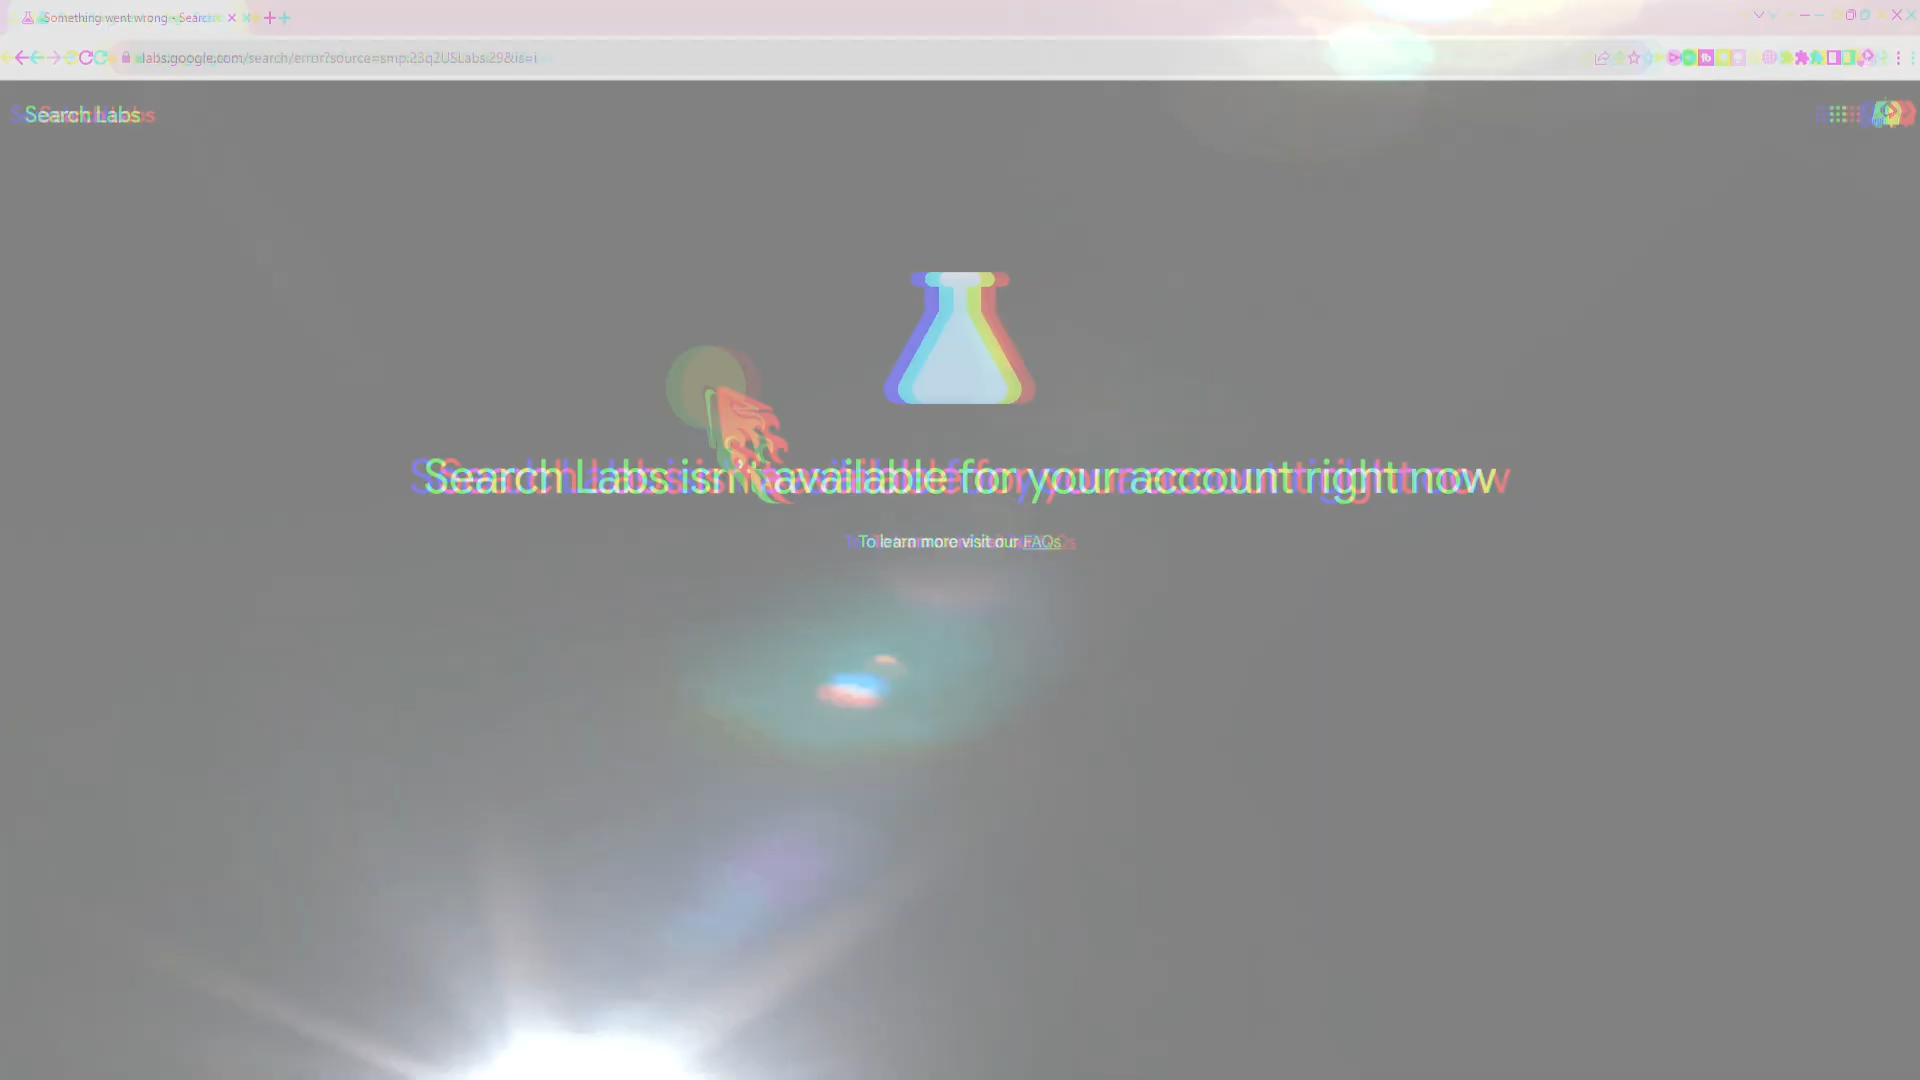 Something went wrong - Search
labs.google.com/search/error?source=smp.23q2USLabs.29&lis=i
Search Labs
Search Labs isn't available for your account right now
To learn more visit our FAQs